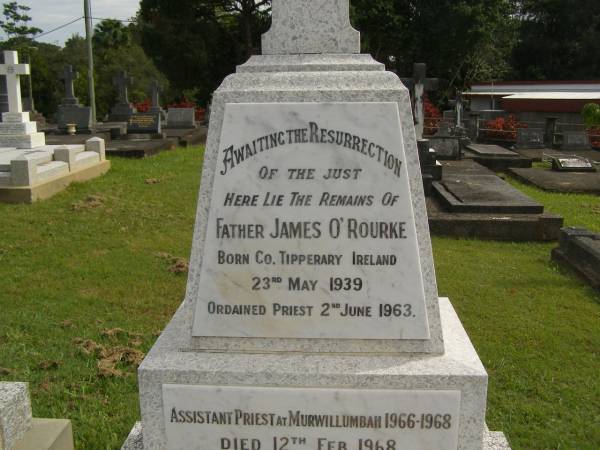 AWAITING THE RESURRECTION
OF THE JUST
HERE LIE THE REMAINS OF
FATHER JAMES O'ROURKE
BORN CO. TIPPERARY IRELAND
23RD MAY 1939
ORDAINED PRIEST 2ND JUNE 1963.
ASSISTANT PRIEST AT MURWILLUMBAH 1966-1968
DIED 12TH FEB. 1968